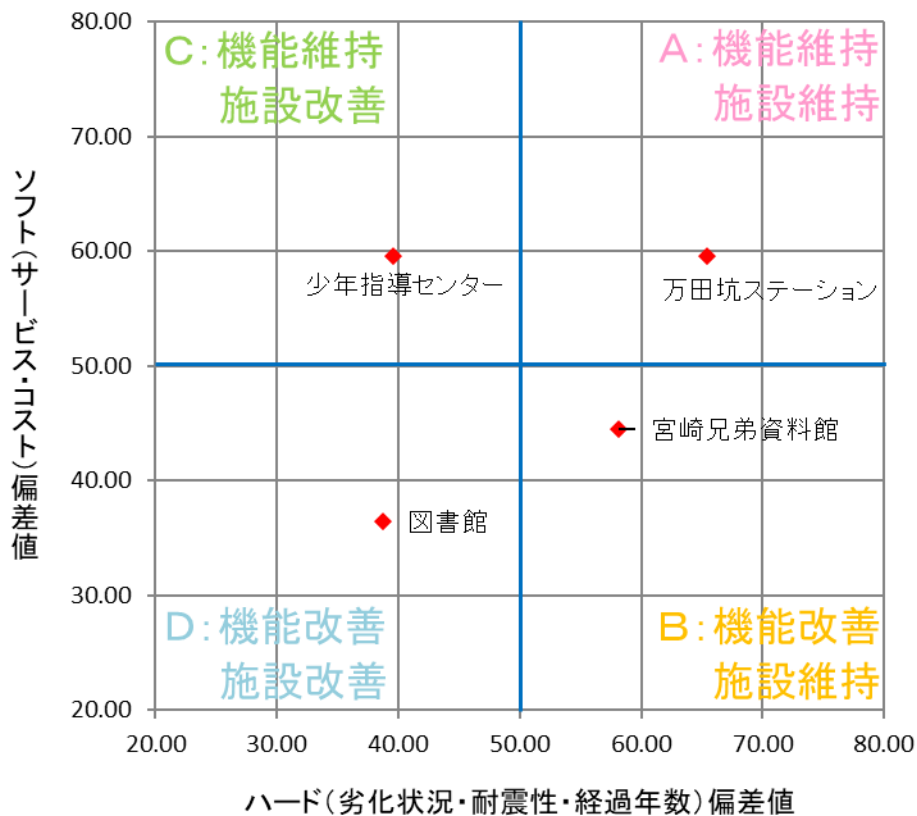 80.00
70.00
60.00
50.00
40.00
30.00
20.00
ソフト(サービス・コスト)偏差値
C:機能維持
施設改善
A:機能維持
施設維持
少年指導センター
万田坑ステーション
宮崎兄弟資料館
図書館
D:機能改善
施設改善
B:機能改善
施設維持
20.00 30.00 40.00 50.00 60.00 70.00 80.00
ハード(劣化状況・耐震性・経過年数)偏差値